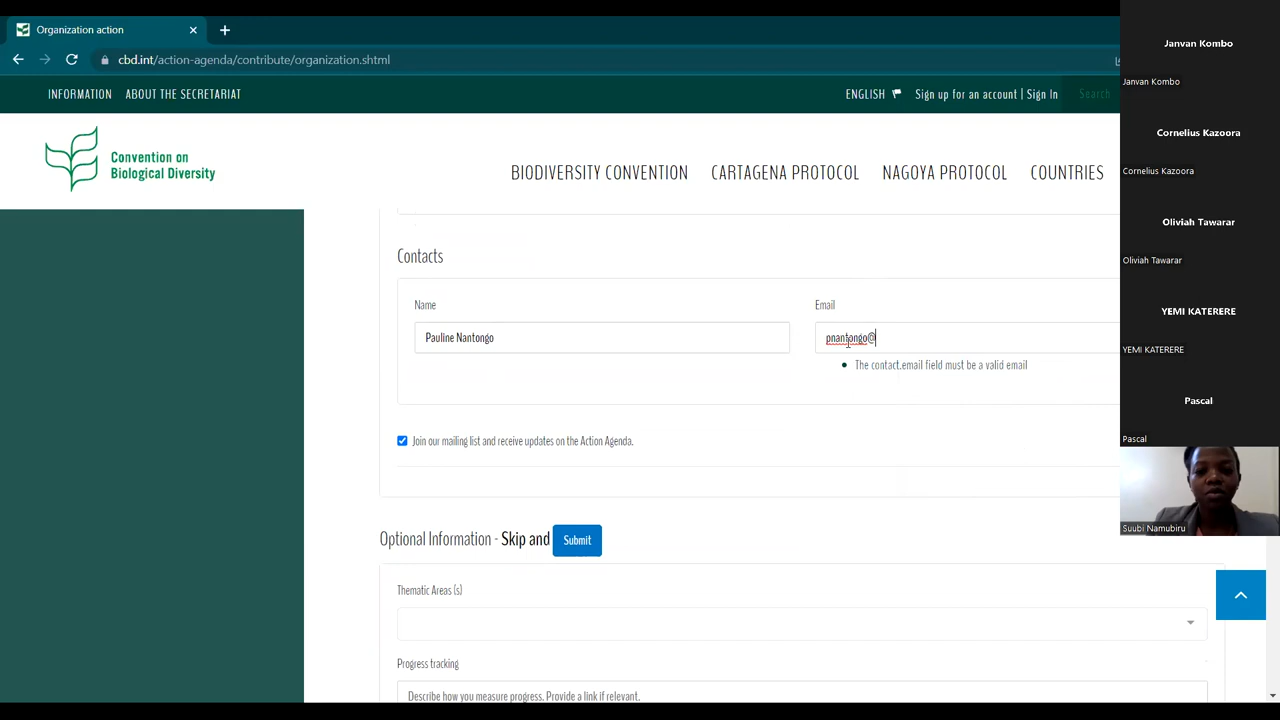 Organization action
cbd.int/action-agenda/contribute/organization.shtml
INFORMATION ABOUT THE SECRETARIAT
ENGLISH Sign up for an account | Sign In Search
Convention on
Biological Diversity
BIODIVERSITY CONVENTION CARTAGENA PROTOCOL NAGOYA PROTOCOL COUNTRIES
Contacts
Name Email
Pauline Nantongo pnantongo@
The contact.email field must be a valid email
Join our mailing list and receive updates on the Action Agenda.
Optional Information - Skip and Submit
Thematic Areas (s)
Progress tracking
Describe how you measure progress. Provide a link if relevant.
Janvan Kombo
Janvan Kombo
Cornelius Kazoora
Cornelius Kazoora
Oliviah Tawarar
Oliviah Tawarar
YEMI KATERERE
YEMI KATERERE
Pascal
Pascal
Suubi Namubiru